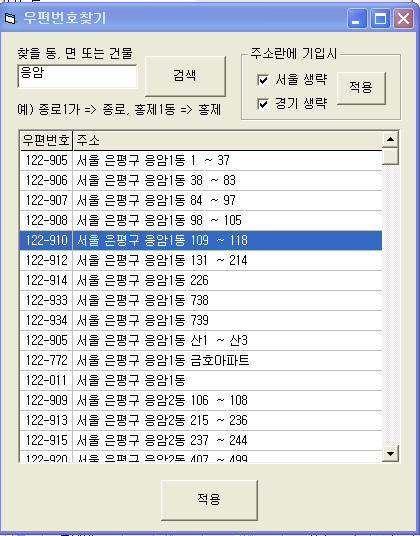 우편번호찾기
찾을 동, 면 또는 건물
응암
검색
예) 종로1가 => 종로, 홍제1동 => 홍제
주소란에 기입시
서울 생략
경기 생략
적용
우편번호 주소
122-905 서울 은평구 응암1동 1 ~ 37
122-906 서울 은평구 응암1동 38 ~ 83
122-907 서울 은평구 응암1동 84 ~ 97
122-908 서울 은평구 응암1동 98 ~ 105
122-910 서울 은평구 응암1동 109 ~ 118
122-912 서울 은평구 응암1동 131 ~ 214
122-914 서울 은평구 응암1동 226
122-933 서울 은평구 응암1동 738
122-934 서울 은평구 응암1동 739
122-905 서울 은평구 응암1동 산1 ~ 산3
122-772 서울 은평구 응암1동 금호아파트
122-011 서울 은평구 응암1동
122-909 서울 은평구 응암2동 106 ~ 108
122-913 서울 은평구 응암2동 215 ~ 236
122-915 서울 은평구 응암2동 237 ~ 244
122-920 서울 은평구 응암2동 407 ~ 499
적용